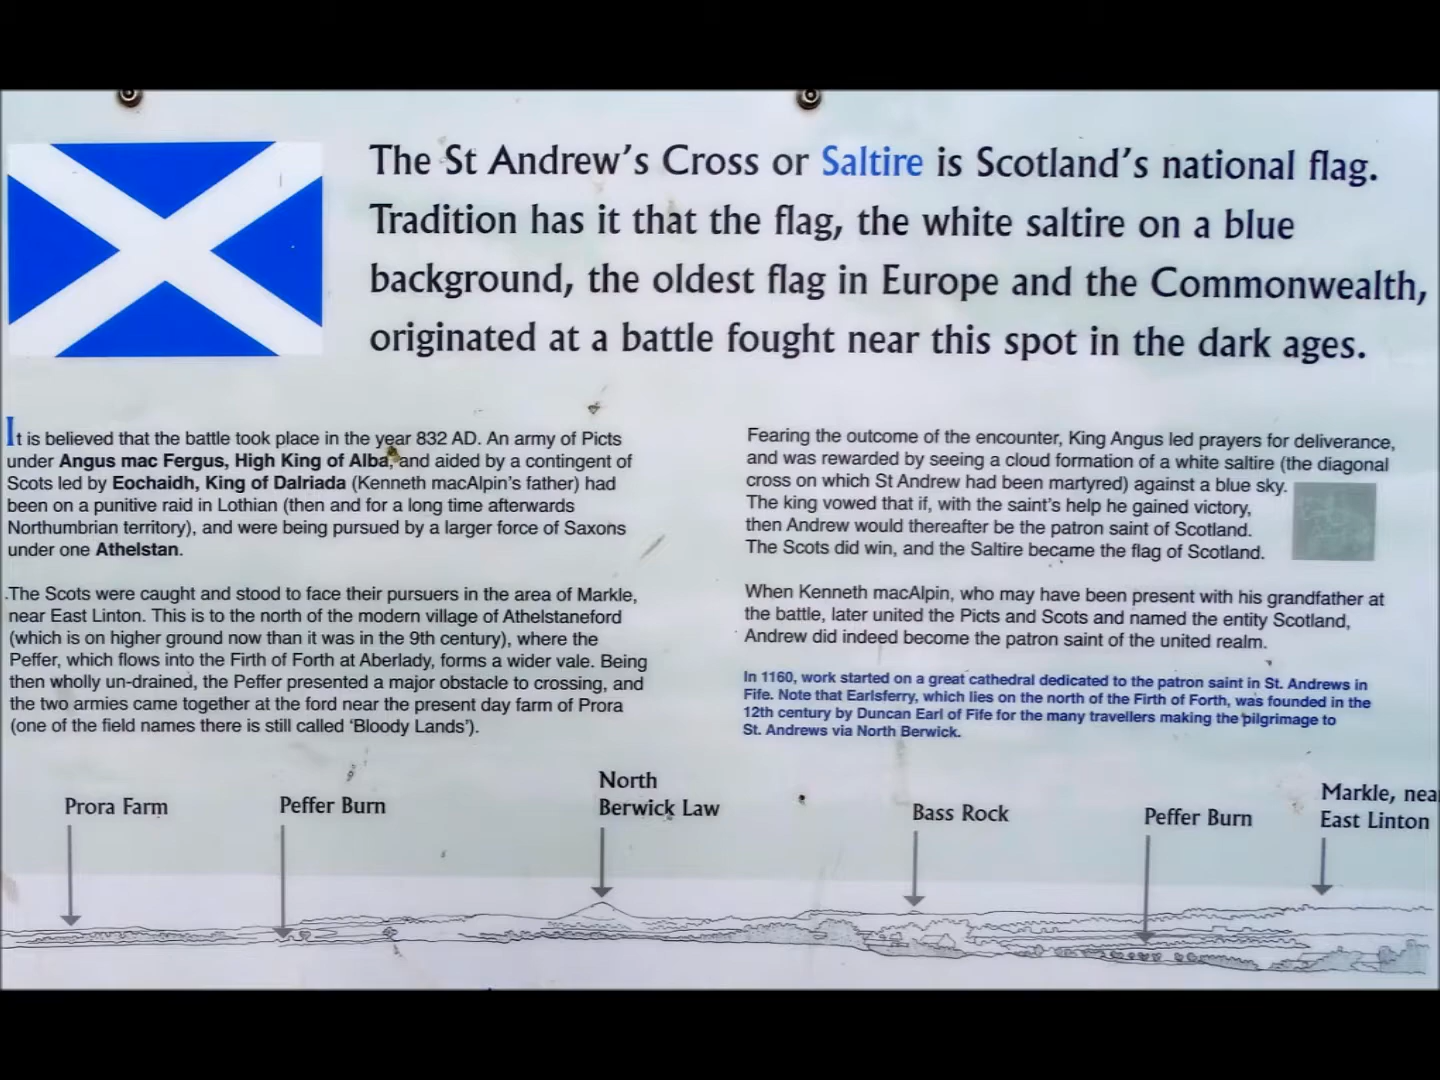 The St Andrew's Cross or Saltire is Scotland's national flag.
Tradition has it that the flag, the white saltire on a blue
background, the oldest flag in Europe and the Commonwealth,
originated at a battle fought near this spot in the dark ages.
It is believed that the battle took place in the year 832 AD. An army of Picts
under Angus mac Fergus, High King of Alba, and aided by a contingent of
Scots led by Eochaidh, King of Dalriada (Kenneth macAlpin's father) had
been on a punitive raid in Lothian (then and for a long time afterwards
Northumbrian territory), and were being pursued by a larger force of Saxons
under one Athelstan.
The Scots were caught and stood to face their pursuers in the area of Markle,
near East Linton. This is to the north of the modern village of Athelstaneford
(which is on higher ground now than it was in the 9th century), where the
Peffer, which flows into the Firth of Forth at Aberlady, forms a wider vale. Being
then wholly un-drained, the Peffer presented a major obstacle to crossing, and
the two armies came together at the ford near the present day farm of Prora
(one of the field names there is still called 'Bloody Lands').
Fearing the outcome of the encounter, King Angus led prayers for deliverance,
and was rewarded by seeing a cloud formation of a white saltire (the diagonal
cross on which St Andrew had been martyred) against a blue sky.
The king vowed that if, with the saint's help he gained victory,
then Andrew would thereafter be the patron saint of Scotland.
The Scots did win, and the Saltire became the flag of Scotland.
When Kenneth macAlpin, who may have been present with his grandfather at
the battle, later united the Picts and Scots and named the entity Scotland,
Andrew did indeed become the patron saint of the united realm.
In 1160, work started on a great cathedral dedicated to the patron saint in St. Andrews in
Fife. Note that Earlsferry, which lies on the north of the Firth of Forth, was founded in the
12th century by Duncan Earl of Fife for the many travellers making the pilgrimage to
St. Andrews via North Berwick.
Prora Farm
Peffer Burn
North
Berwick Law
Bass Rock
Peffer Burn
Markle, nea
East Linton